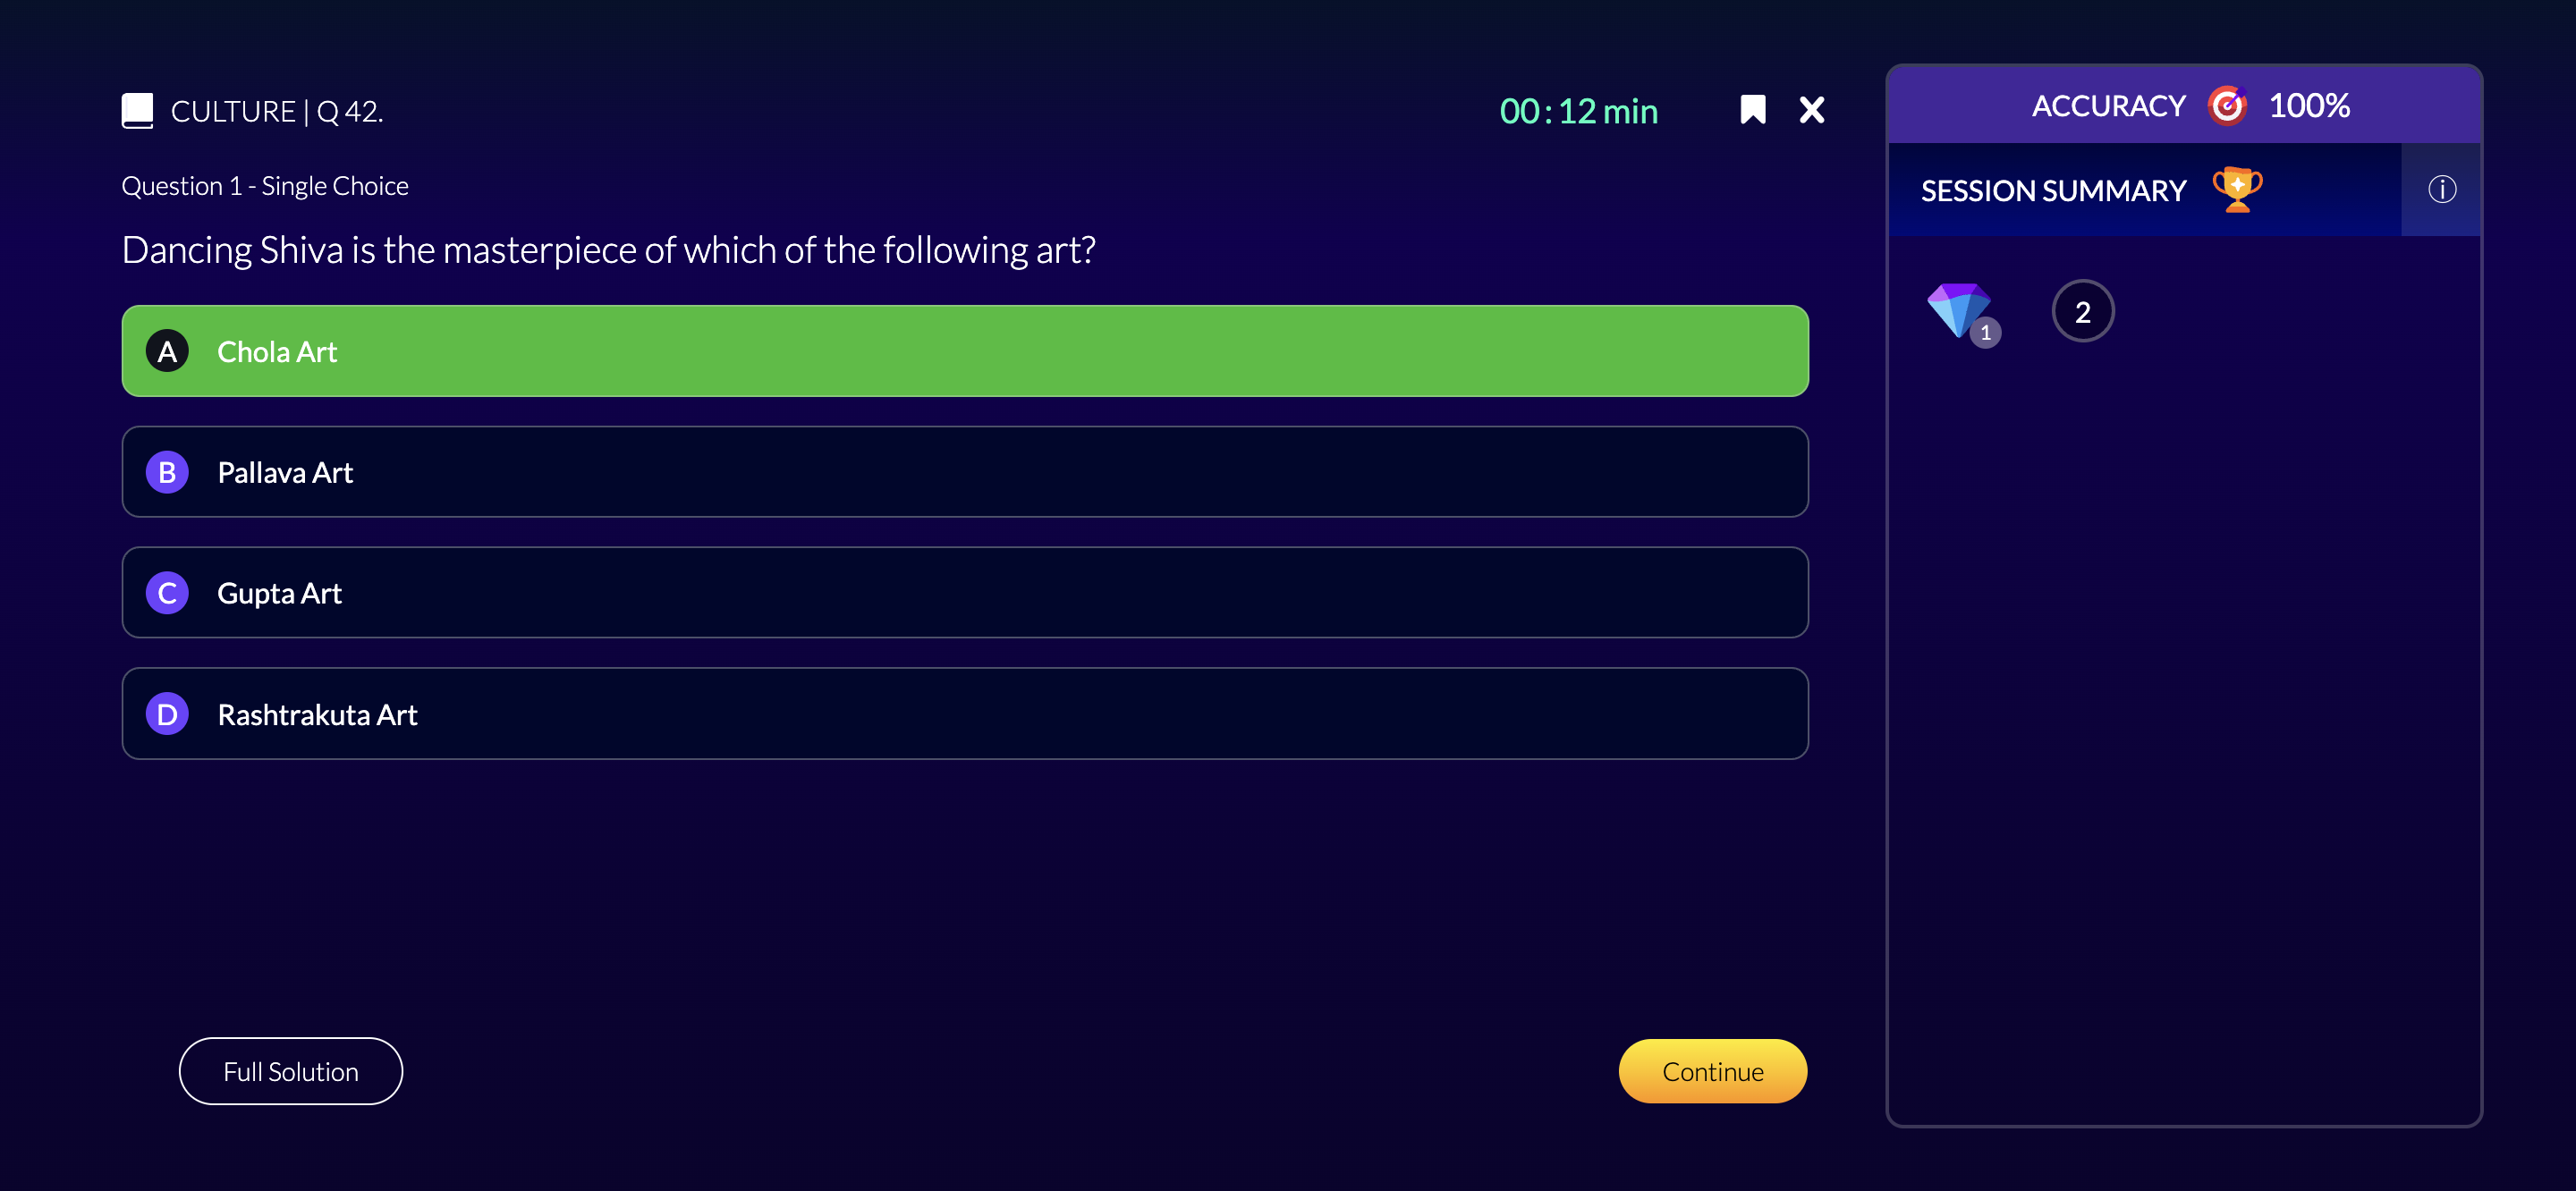 CULTURE | Q 42.
00 : 12 min
Question 1 - Single Choice
Dancing Shiva is the masterpiece of which of the following art?
A Chola Art
B Pallava Art
C Gupta Art
D Rashtrakuta Art
Full Solution
Continue
ACCURACY 100%
SESSION SUMMARY
1
2